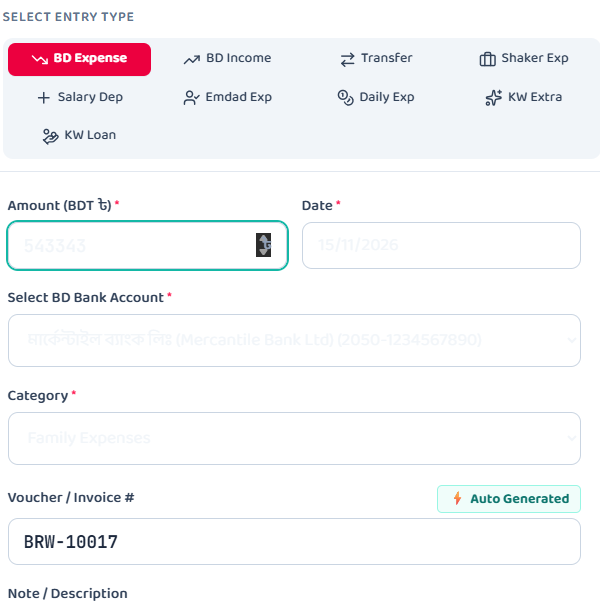 SELECT ENTRY TYPE
BD Expense BD Income Transfer Shaker Exp
Salary Dep Emdad Exp Daily Exp KW Extra
KW Loan
Amount (BDT ৳) * Date *
543343 15/11/2026
Select BD Bank Account *
মার্কেন্টাইল ব্যাংক লিঃ (Mercantile Bank Ltd) (2050-1234567890)
Category *
Family Expenses
Voucher / Invoice # Auto Generated
BRW-10017
Note / Description